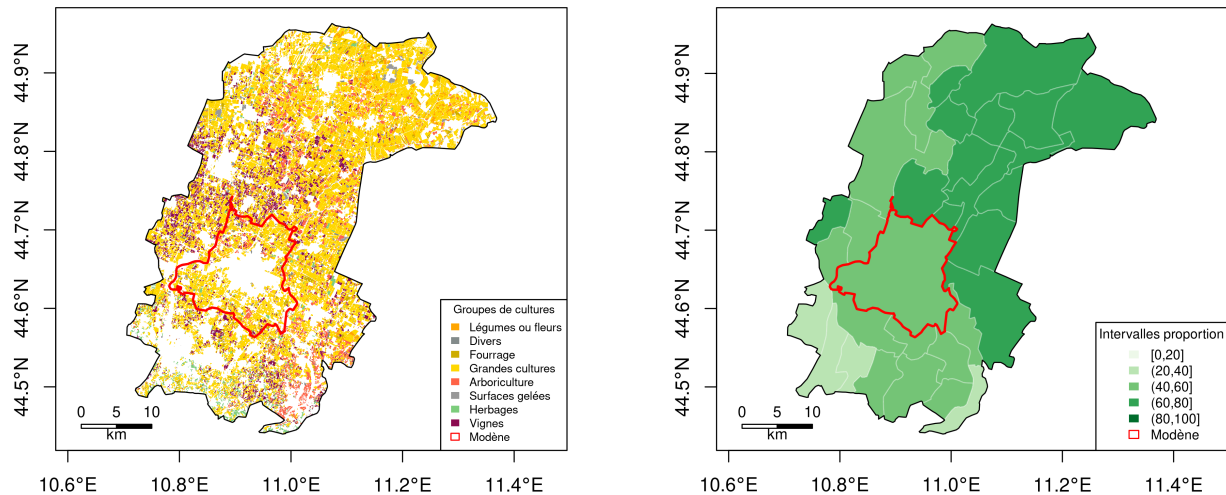 44.9°N
44.8°N
44.7°N
44.6°N
44.5°N
Groupes de cultures
Légumes ou fleurs
Divers
Fourrage
Grandes cultures
Arboriculture
Surfaces gelées
Herbages
Vignes
Modène
0 5 10
km
10.6°E 10.8°E 11.0°E 11.2°E 11.4°E
44.9°N
44.8°N
44.7°N
44.6°N
44.5°N
Intervalles proportion
[0,20]
(20,40]
(40,60]
(60,80]
(80,100]
Modène
0 5 10
km
10.6°E 10.8°E 11.0°E 11.2°E 11.4°E